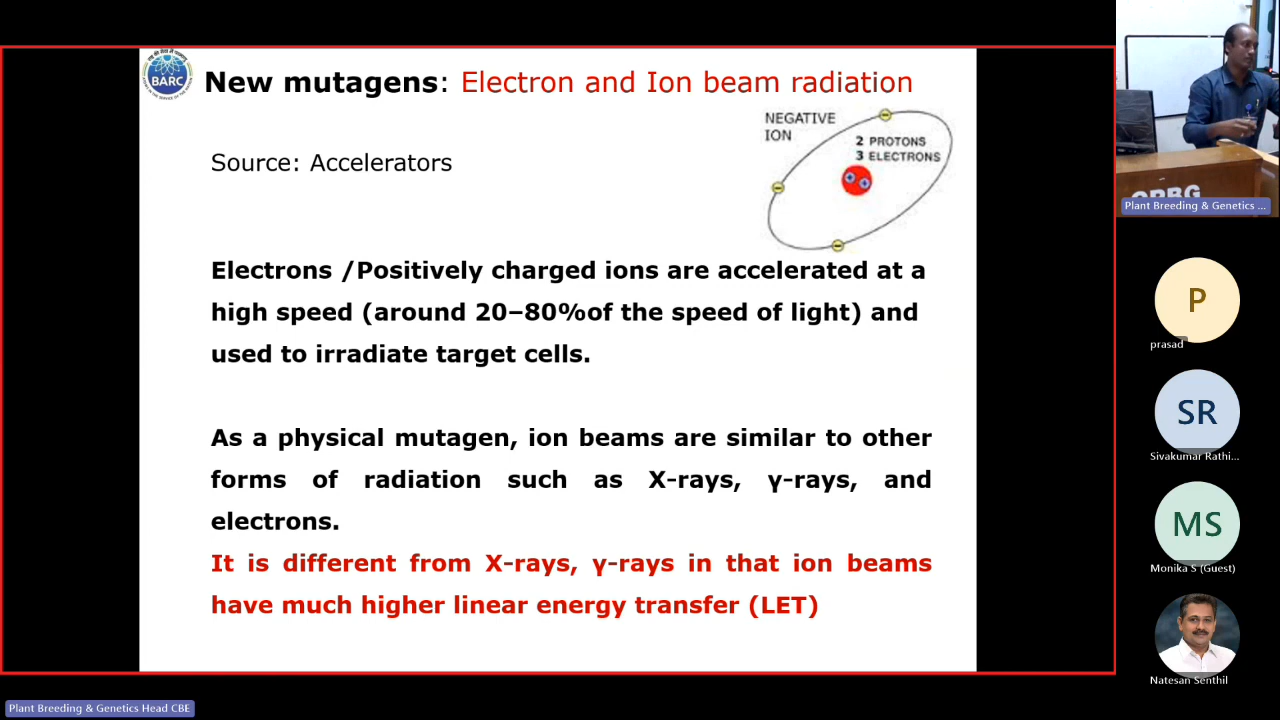 BARC
New mutagens: Electron and Ion beam radiation
NEGATIVE
ION
2 PROTONS
3 ELECTRONS
Source: Accelerators
Electrons /Positively charged ions are accelerated at a
high speed (around 20–80%of the speed of light) and
used to irradiate target cells.
As a physical mutagen, ion beams are similar to other
forms of radiation such as X-rays, γ-rays, and
electrons.
It is different from X-rays, γ-rays in that ion beams
have much higher linear energy transfer (LET)
Plant Breeding & Genetics ...
P
prasad
SR
Sivakumar Rathi...
MS
Monika S (Guest)
Natesan Senthil
Plant Breeding & Genetics Head CBE